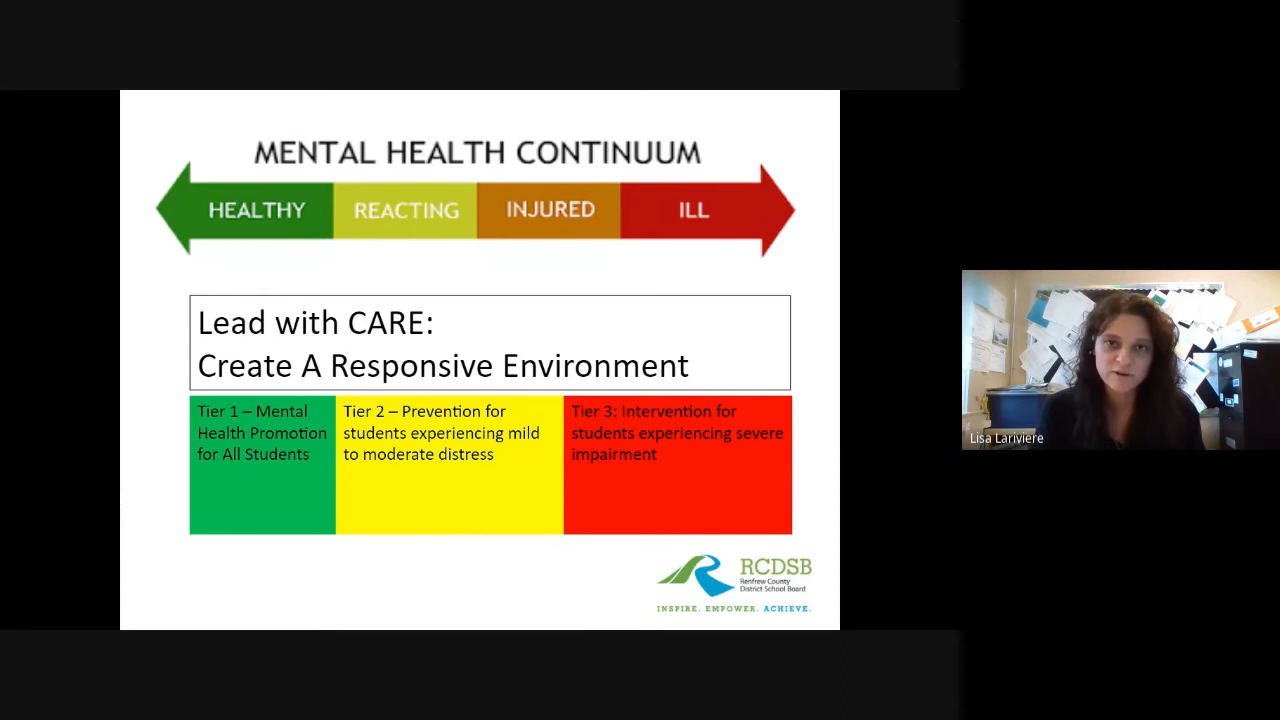 MENTAL HEALTH CONTINUUM
HEALTHY REACTING INJURED ILL
Lead with CARE:
Create A Responsive Environment
Tier 1 – Mental
Health Promotion
for All Students
Tier 2 – Prevention for
students experiencing mild
to moderate distress
Tier 3: Intervention for
students experiencing severe
impairment
RCDSB
Renfrew County
District School Board
INSPIRE. EMPOWER. ACHIEVE.
Lisa Lariviere